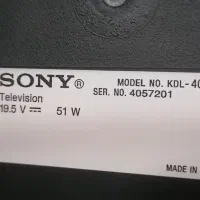 SONY®
MODEL NO. KDL-40
SER. NO. 4057201
Television
19.5 V ⎓ 51 W
MADE IN